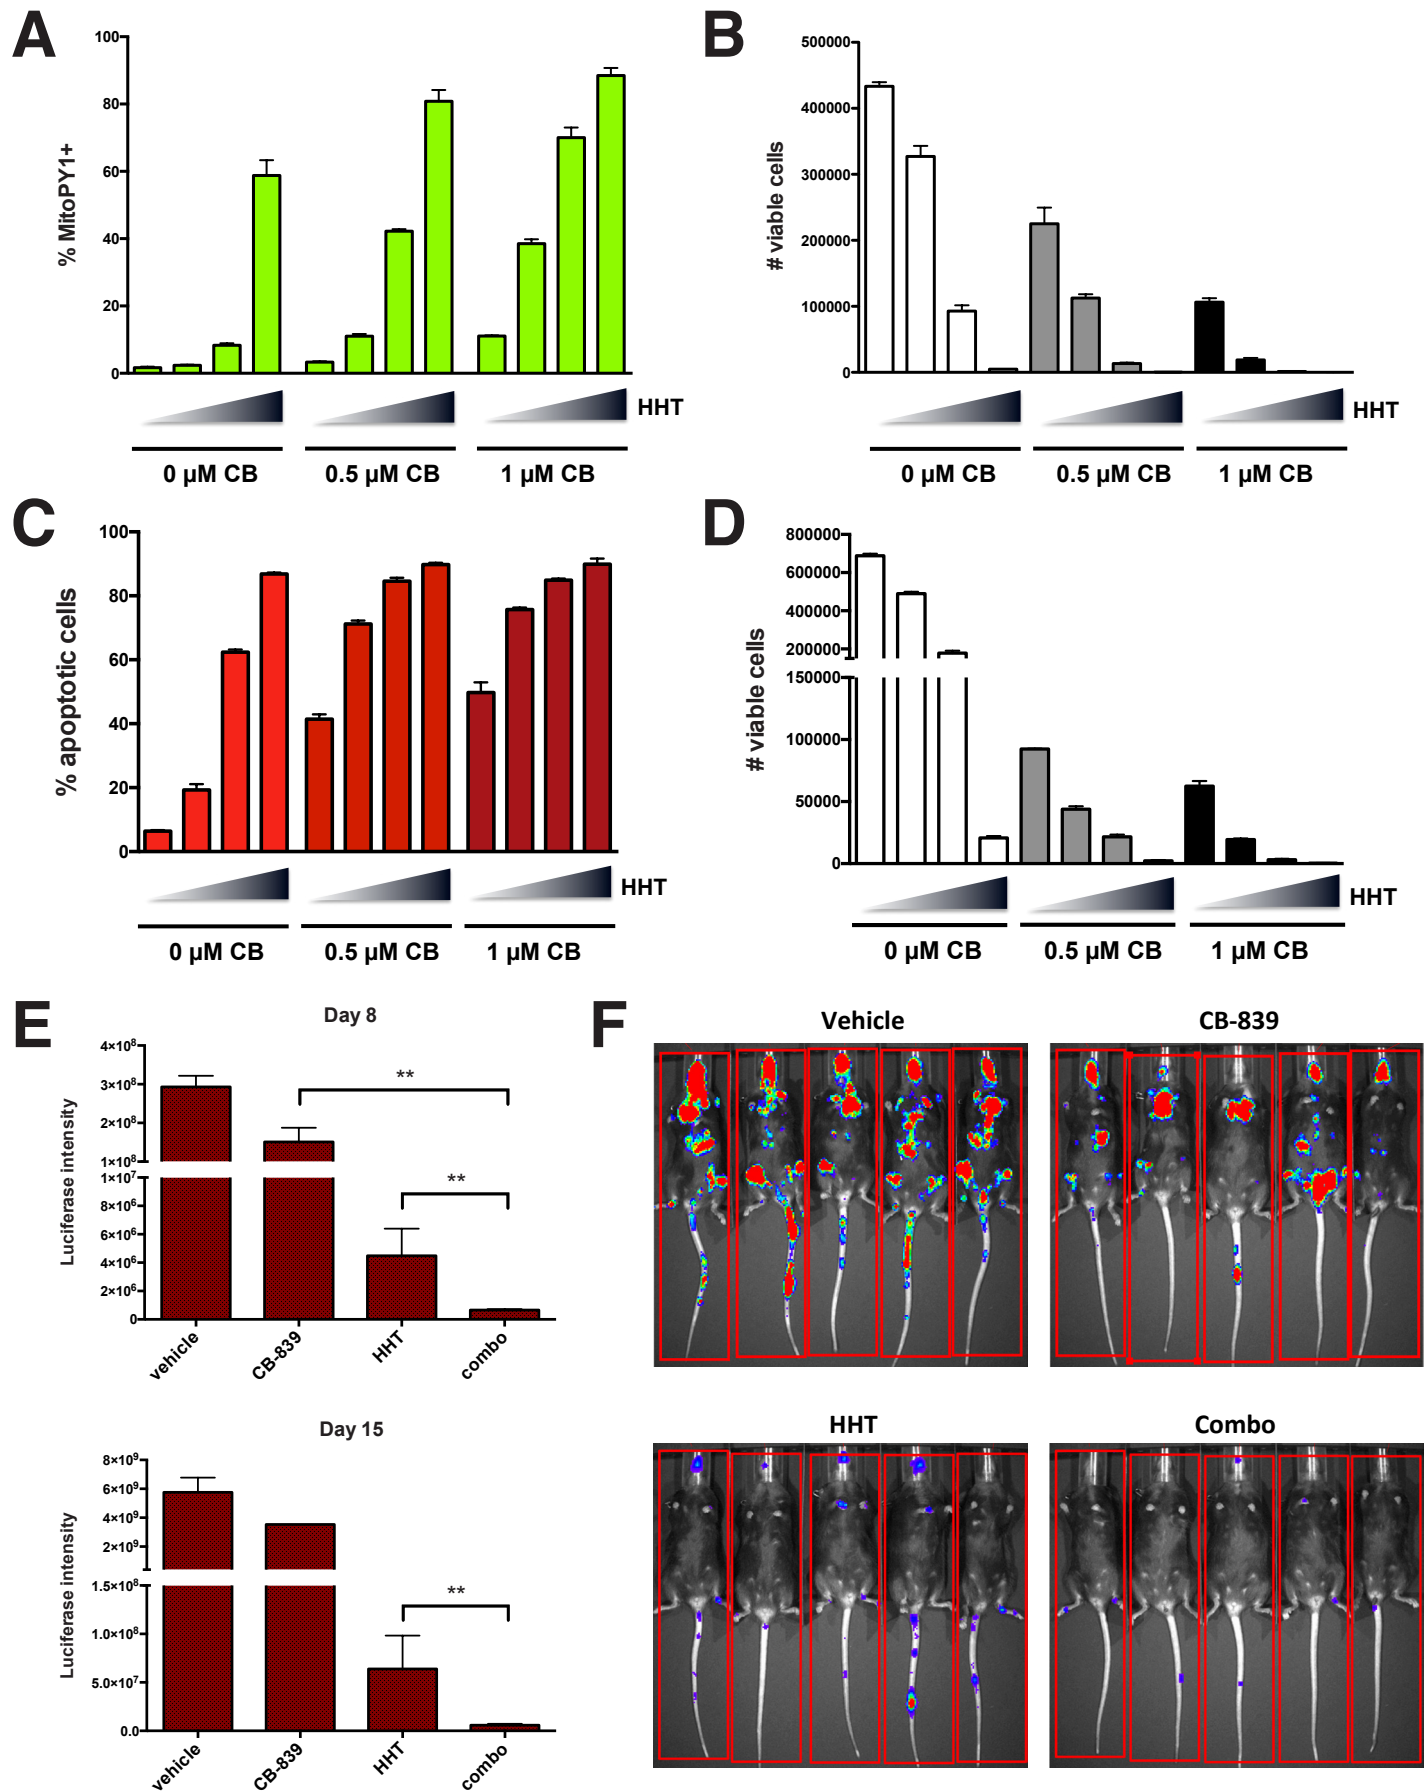 A
100
80
60
40
20
0
% MitoPY1+
HHT
0 µM CB
0.5 µM CB
1 µM CB
B
500000
400000
300000
200000
100000
0
# viable cells
HHT
0 µM CB
0.5 µM CB
1 µM CB
C
100
80
60
40
20
0
% apoptotic cells
HHT
0 µM CB
0.5 µM CB
1 µM CB
D
800000
600000
400000
200000
150000
100000
50000
0
# viable cells
HHT
0 µM CB
0.5 µM CB
1 µM CB
E
Day 8
4×10⁸
3×10⁸
2×10⁸
1×10⁸
1×10⁷
8×10⁶
6×10⁶
4×10⁶
2×10⁶
0
Luciferase intensity
**
**
vehicle
CB-839
HHT
combo
Day 15
8×10⁹
6×10⁹
4×10⁹
2×10⁹
1.5×10⁸
1.0×10⁸
5.0×10⁷
0.0
Luciferase intensity
**
vehicle
CB-839
HHT
combo
F
Vehicle
CB-839
HHT
Combo